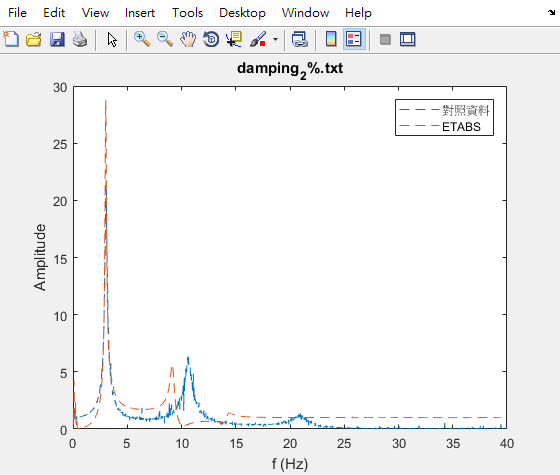 File Edit View Insert Tools Desktop Window Help
damping2%.txt
30
25
20
15
10
5
0
Amplitude
對照資料
ETABS
0 5 10 15 20 25 30 35 40
f (Hz)